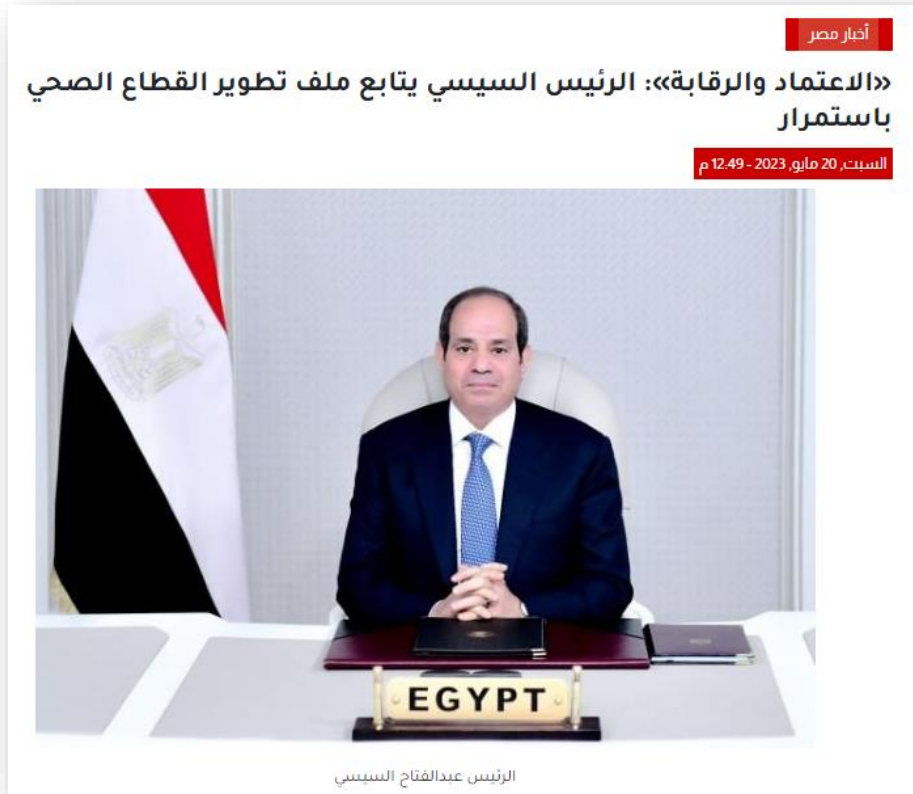 أخبار مصر
«الاعتماد والرقابة»: الرئيس السيسي يتابع ملف تطوير القطاع الصحي
باستمرار
السبت, 20 مايو, 2023 - 12:49 م
EGYPT
الرئيس عبدالفتاح السيسي